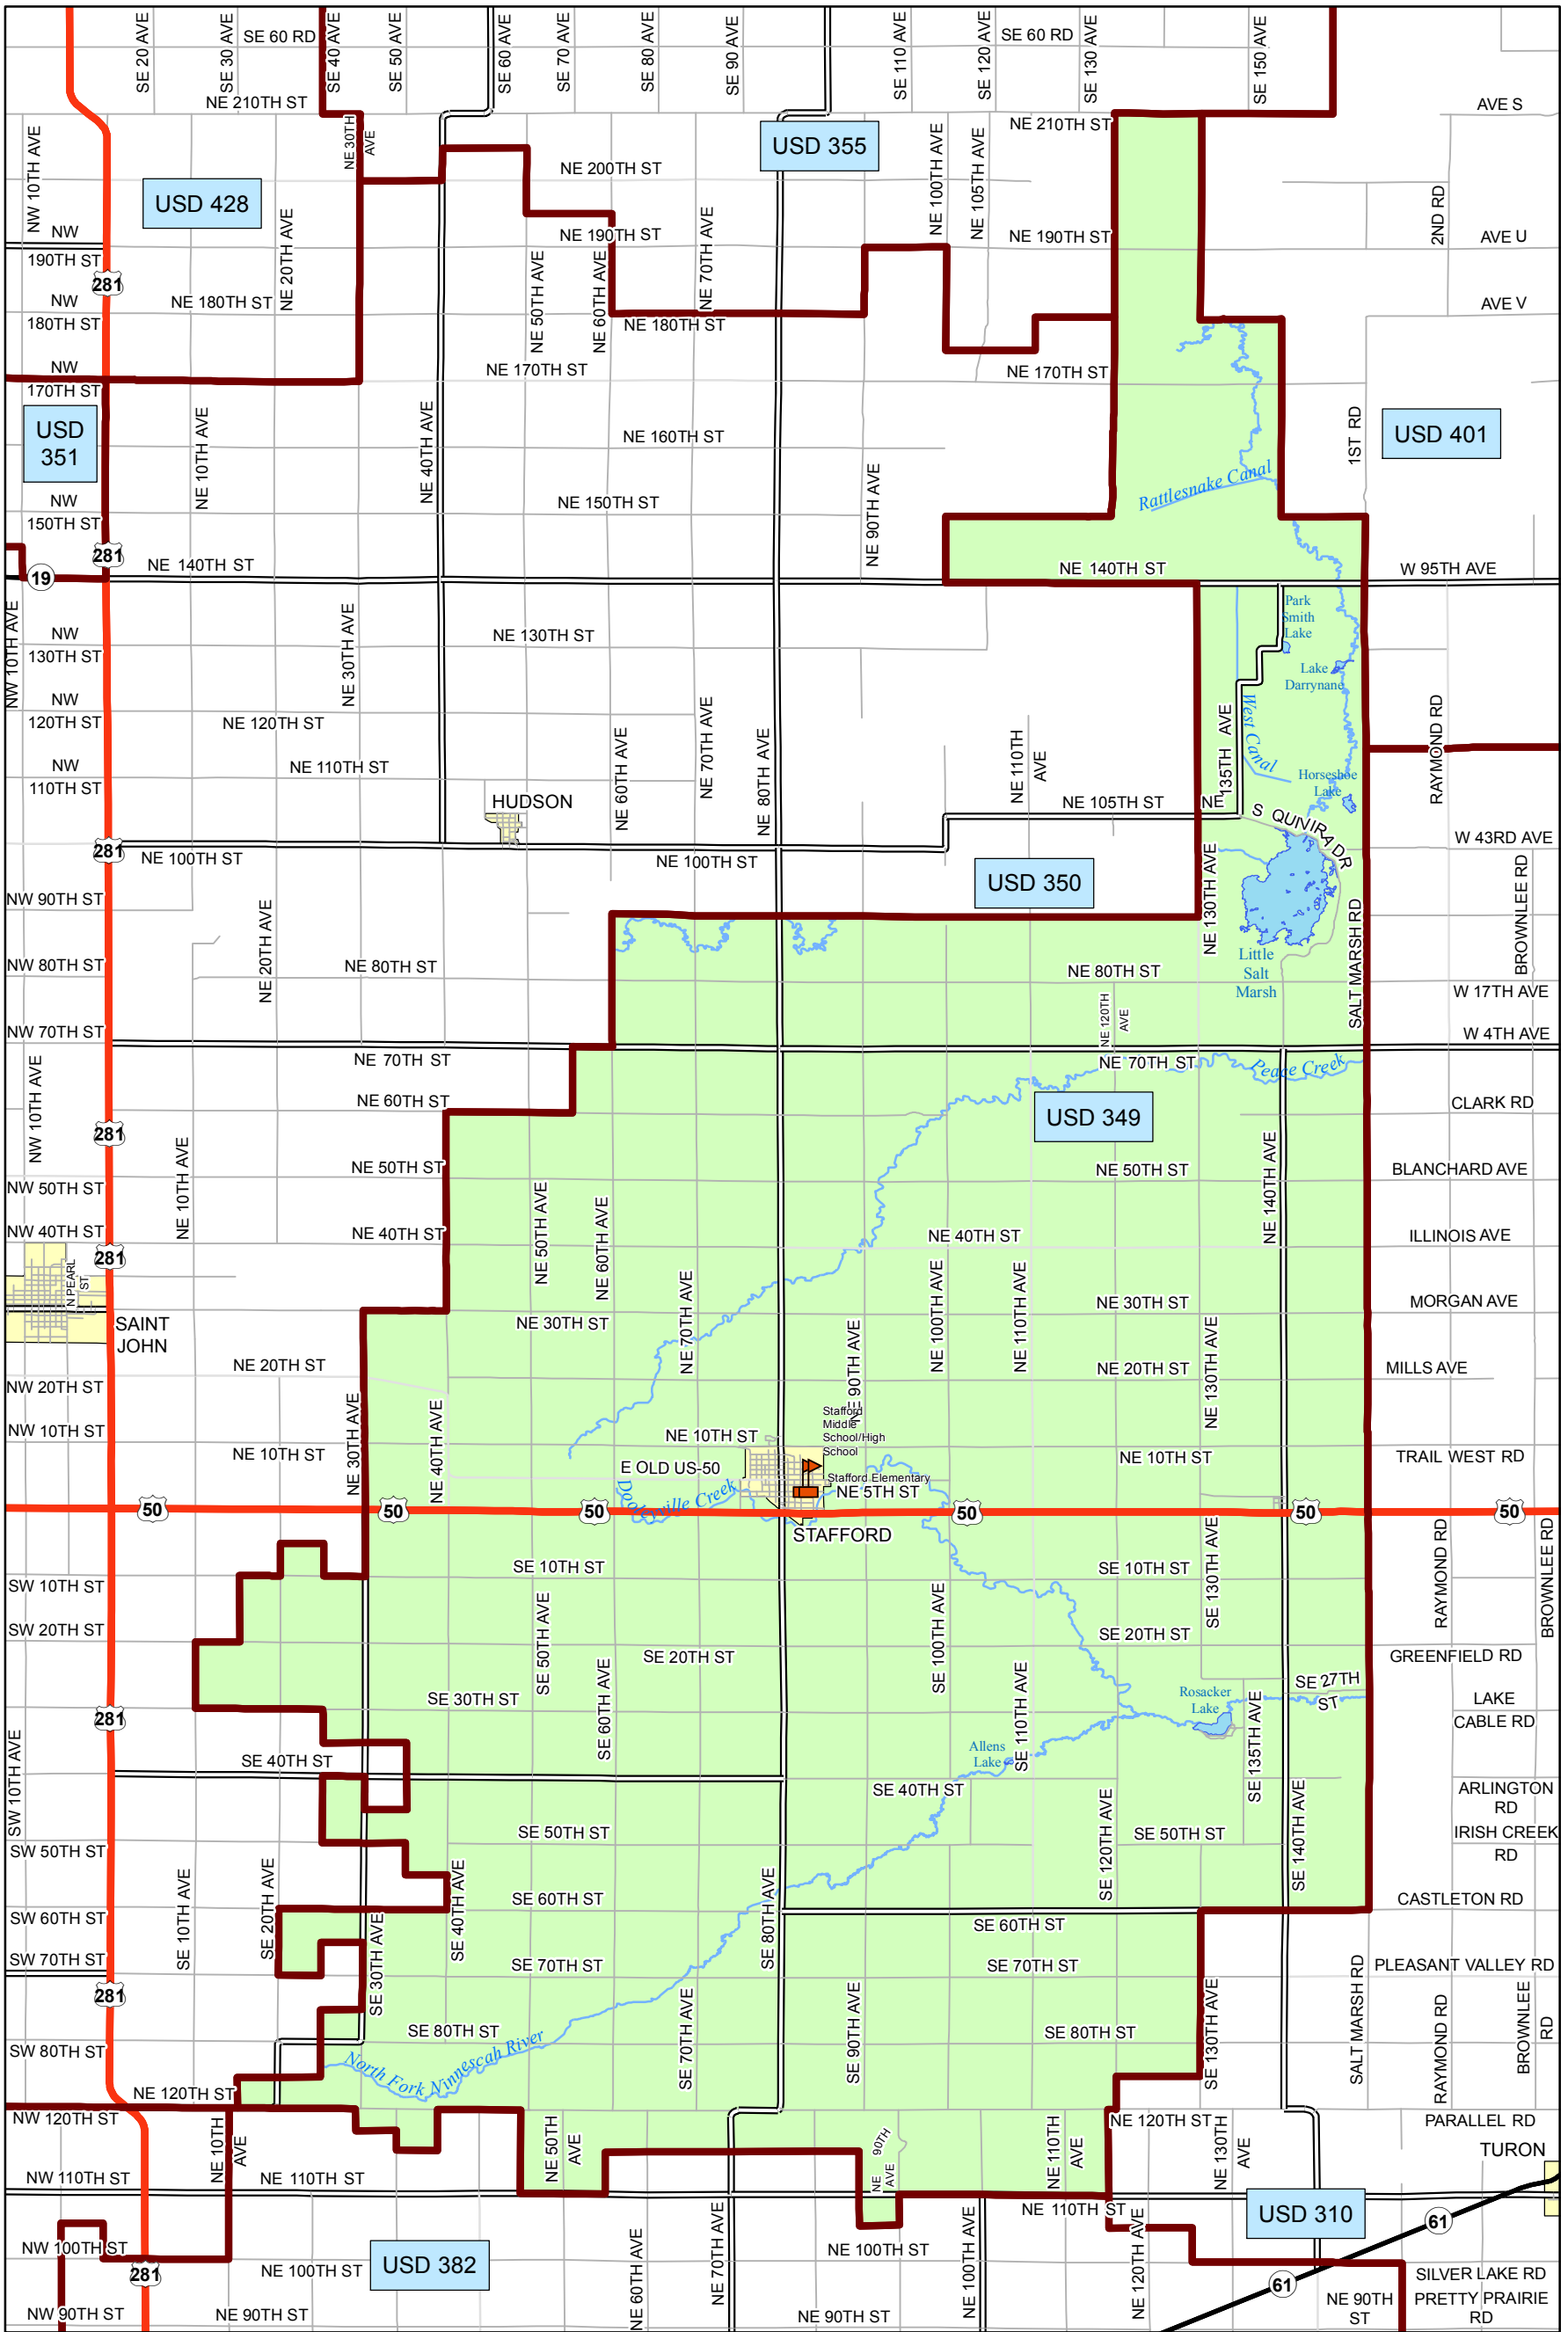 SE 20 AVE
SE 30 AVE
SE 60 RD
SE 40 AVE
SE 50 AVE
SE 60 AVE
SE 70 AVE
SE 80 AVE
SE 90 AVE
SE 110 AVE
SE 120 AVE
SE 60 RD
SE 130 AVE
SE 150 AVE
NE 210TH ST
AVE S
NE 210TH ST
NW 10TH AVE
NE 30TH
AVE
USD 355
NE 100TH AVE
NE 105TH AVE
NE 200TH ST
USD 428
2ND RD
NW
190TH ST
NE 20TH AVE
NE 190TH ST
NE 190TH ST
AVE U
281
NE 50TH AVE
NE 60TH AVE
NE 70TH AVE
NW
180TH ST
NE 180TH ST
NE 180TH ST
AVE V
NW
170TH ST
NE 170TH ST
NE 170TH ST
USD
351
NE 10TH AVE
NE 40TH AVE
NE 160TH ST
1ST RD
USD 401
NE 90TH AVE
Rattlesnake Canal
NW
150TH ST
NE 150TH ST
281
19
NE 140TH ST
NE 140TH ST
W 95TH AVE
NW 10TH AVE
NW
130TH ST
NE 30TH AVE
NE 130TH ST
Park
Smith
Lake
Lake
Darrynane
NW
120TH ST
NE 120TH ST
NE 60TH AVE
NE 70TH AVE
NE 80TH AVE
NE 110TH
AVE
NE
135TH AVE
West Canal
RAYMOND RD
NW
110TH ST
NE 110TH ST
Horseshoe
Lake
HUDSON
NE 105TH ST
S QUNIRA DR
281
NE 100TH ST
NE 100TH ST
W 43RD AVE
USD 350
NE 130TH AVE
BROWNLEE RD
NW 90TH ST
NE 20TH AVE
SALT MARSH RD
NW 80TH ST
NE 80TH ST
NE 80TH ST
Little
Salt
Marsh
W 17TH AVE
NE 120TH
AVE
NW 70TH ST
NE 70TH ST
NE 70TH ST
W 4TH AVE
Peace Creek
NW 10TH AVE
NE 60TH ST
USD 349
CLARK RD
281
NE 10TH AVE
NE 50TH ST
NE 50TH ST
NE 140TH AVE
BLANCHARD AVE
NW 50TH ST
NE 50TH AVE
NE 60TH AVE
NW 40TH ST
NE 40TH ST
NE 40TH ST
ILLINOIS AVE
281
N PEARL
ST
NE 70TH AVE
NE 100TH AVE
NE 110TH AVE
SAINT
JOHN
NE 30TH ST
NE 30TH ST
MORGAN AVE
NE 90TH AVE
NE 130TH AVE
NE 20TH ST
NE 20TH ST
MILLS AVE
NW 20TH ST
NE 30TH AVE
NE 40TH AVE
Stafford
Middle
School/High
School
NW 10TH ST
NE 10TH ST
NE 10TH ST
NE 10TH ST
TRAIL WEST RD
E OLD US-50
Stafford Elementary
NE 5TH ST
Dooleyville Creek
50
50
50
50
50
50
STAFFORD
SE 10TH ST
SE 10TH ST
SE 130TH AVE
RAYMOND RD
BROWNLEE RD
SW 10TH ST
SE 50TH AVE
SE 100TH AVE
SW 20TH ST
SE 20TH ST
SE 20TH ST
GREENFIELD RD
SE 60TH AVE
SE 110TH AVE
SE 30TH ST
Rosacker
Lake
SE 27TH
ST
LAKE
CABLE RD
281
SW 10TH AVE
SE 40TH ST
Allens
Lake
SE 135TH AVE
SE 40TH ST
SE 120TH AVE
SE 140TH AVE
ARLINGTON
RD
SE 50TH ST
SE 50TH ST
IRISH CREEK
RD
SW 50TH ST
SE 10TH AVE
SE 20TH AVE
SE 40TH AVE
SE 80TH AVE
SE 60TH ST
CASTLETON RD
SW 60TH ST
SE 60TH ST
SE 30TH AVE
SW 70TH ST
SE 70TH ST
SE 70TH ST
PLEASANT VALLEY RD
281
SE 70TH AVE
SE 90TH AVE
SE 130TH AVE
SALT MARSH RD
RAYMOND RD
BROWNLEE
RD
SE 80TH ST
SE 80TH ST
SW 80TH ST
North Fork Ninnescah River
NE 120TH ST
NW 120TH ST
NE 120TH ST
PARALLEL RD
NE 10TH
AVE
NE 50TH
AVE
NE 90TH
AVE
NE 110TH
AVE
NE 130TH
AVE
TURON
NW 110TH ST
NE 110TH ST
NE 110TH ST
USD 310
61
NW 100TH ST
NE 100TH ST
USD 382
NE 60TH AVE
NE 70TH AVE
NE 100TH ST
NE 100TH AVE
NE 120TH AVE
281
61
SILVER LAKE RD
NW 90TH ST
NE 90TH ST
NE 90TH ST
NE 90TH
ST
PRETTY PRAIRIE
RD